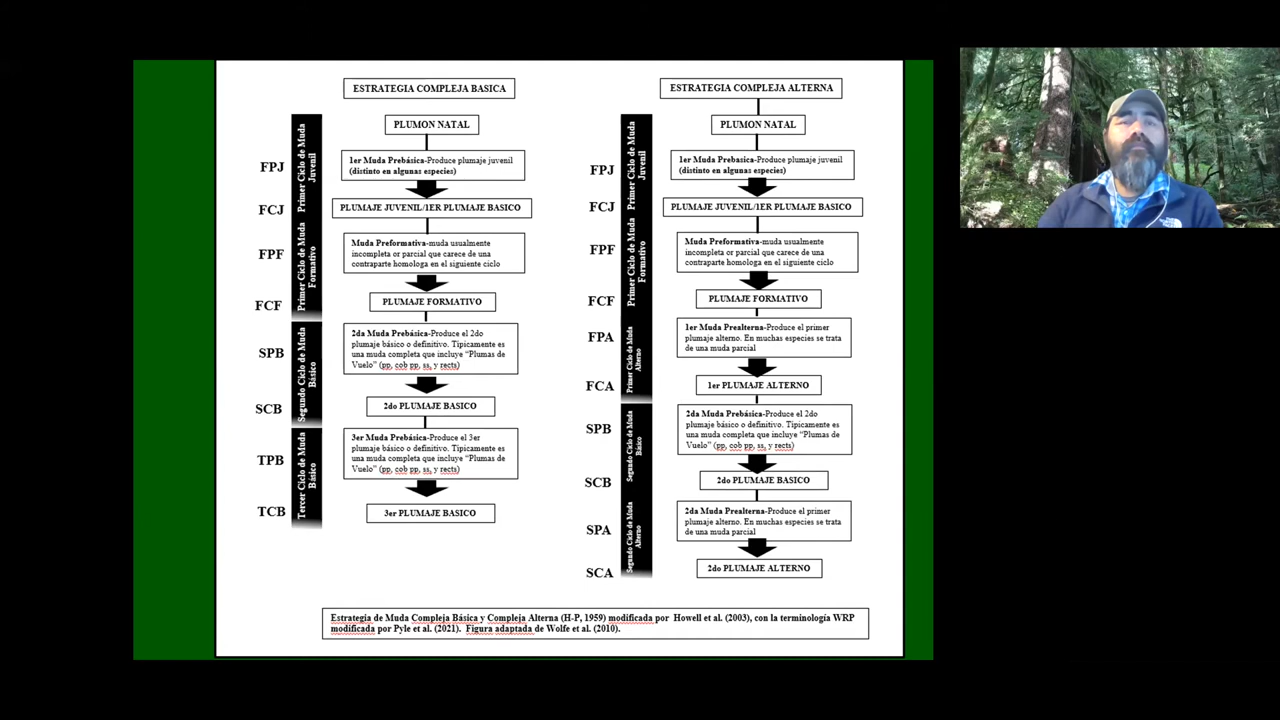 ESTRATEGIA COMPLEJA BASICA
PLUMON NATAL
Primer Ciclo de Muda
Juvenil
FPJ
1er Muda Prebásica-Produce plumaje juvenil
(distinto en algunas especies)
FCJ
PLUMAJE JUVENIL/1ER PLUMAJE BASICO
Primer Ciclo de Muda
Formativo
FPF
Muda Preformativa-muda usualmente
incompleta or parcial que carece de una
contraparte homologa en el siguiente ciclo
FCF
PLUMAJE FORMATIVO
Segundo Ciclo de Muda
Básico
SPB
2da Muda Prebásica-Produce el 2do
plumaje básico o definitivo. Típicamente es
una muda completa que incluye “Plumas de
Vuelo” (pp, cob pp, ss, y rects)
SCB
2do PLUMAJE BASICO
Tercer Ciclo de Muda
Básico
TPB
3er Muda Prebásica-Produce el 3er
plumaje básico o definitivo. Típicamente es
una muda completa que incluye “Plumas de
Vuelo” (pp, cob pp, ss, y rects)
TCB
3er PLUMAJE BASICO
ESTRATEGIA COMPLEJA ALTERNA
PLUMON NATAL
Primer Ciclo de Muda
Juvenil
FPJ
1er Muda Prebasica-Produce plumaje juvenil
(distinto en algunas especies)
FCJ
PLUMAJE JUVENIL/1ER PLUMAJE BASICO
Primer Ciclo de Muda
Formativo
FPF
Muda Preformativa-muda usualmente
incompleta or parcial que carece de una
contraparte homologa en el siguiente ciclo
FCF
PLUMAJE FORMATIVO
Primer Ciclo de Muda
Alterno
FPA
1er Muda Prealterna-Produce el primer
plumaje alterno. En muchas especies se trata
de una muda parcial
FCA
1er PLUMAJE ALTERNO
Segundo Ciclo de Muda
Básico
SPB
2da Muda Prebásica-Produce el 2do
plumaje básico o definitivo. Típicamente es
una muda completa que incluye “Plumas de
Vuelo” (pp, cob pp, ss, y rects)
SCB
2do PLUMAJE BASICO
Segundo Ciclo de Muda
Alterno
SPA
2da Muda Prealterna-Produce el primer
plumaje alterno. En muchas especies se trata
de una muda parcial
SCA
2do PLUMAJE ALTERNO
Estrategia de Muda Compleja Básica y Compleja Alterna (H-P, 1959) modificada por Howell et al. (2003), con la terminología WRP
modificada por Pyle et al. (2021). Figura adaptada de Wolfe et al. (2010).